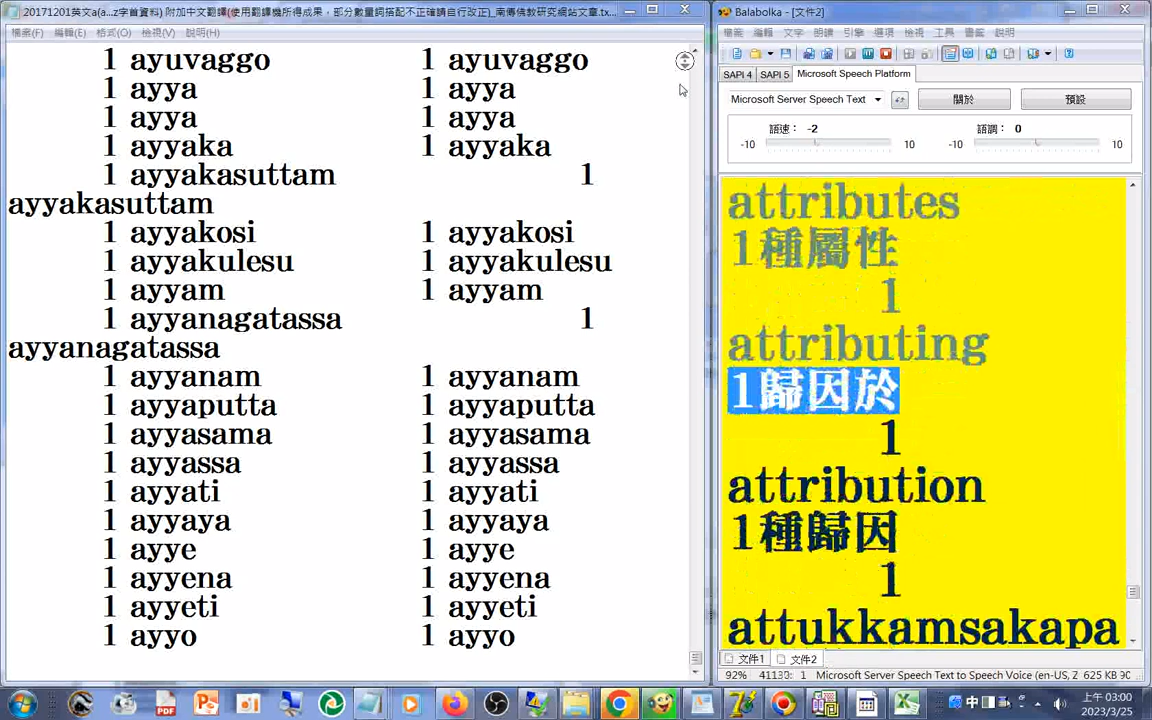 20171201英文a(a...z字首資料) 附加中文翻譯(使用翻譯機所得成果，部分數量詞搭配不正確請自行改正)_南傳佛教研究網站文章.tx...
檔案(F) 編輯(E) 格式(O) 檢視(V) 說明(H)
1 ayuvaggo 1 ayuvaggo
1 ayya 1 ayya
1 ayya 1 ayya
1 ayyaka 1 ayyaka
1 ayyakasuttam 1
ayyakasuttam
1 ayyakosi 1 ayyakosi
1 ayyakulesu 1 ayyakulesu
1 ayyam 1 ayyam
1 ayyanagatassa 1
ayyanagatassa
1 ayyanam 1 ayyanam
1 ayyaputta 1 ayyaputta
1 ayyasama 1 ayyasama
1 ayyassa 1 ayyassa
1 ayyati 1 ayyati
1 ayyaya 1 ayyaya
1 ayye 1 ayye
1 ayyena 1 ayyena
1 ayyeti 1 ayyeti
1 ayyo 1 ayyo
Balabolka - [文件2]
檔案 編輯 文字 朗讀 引擎 選項 檢視 工具 書籤 說明
SAPI 4 SAPI 5 Microsoft Speech Platform
Microsoft Server Speech Text 關於 預設
語速： -2 語調： 0
-10 10 -10 10
attributes
1種屬性
1
attributing
1歸因於
1
attribution
1種歸因
1
attukkamsakapa
文件1 文件2
92% 41130: 1 Microsoft Server Speech Text to Speech Voice (en-US, Z 625 KB
中
上午 03:00
2023/3/25